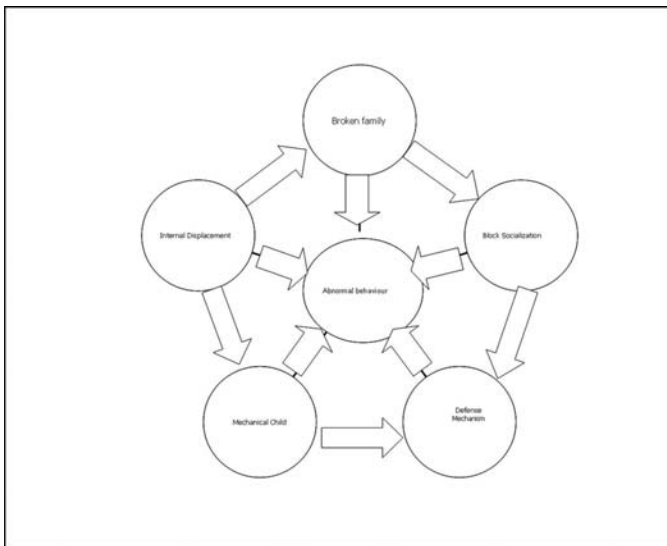 Broken family
Internal Displacement
Block Socialization
Abnormal behaviour
Mechanical Child
Defense
Mechanism